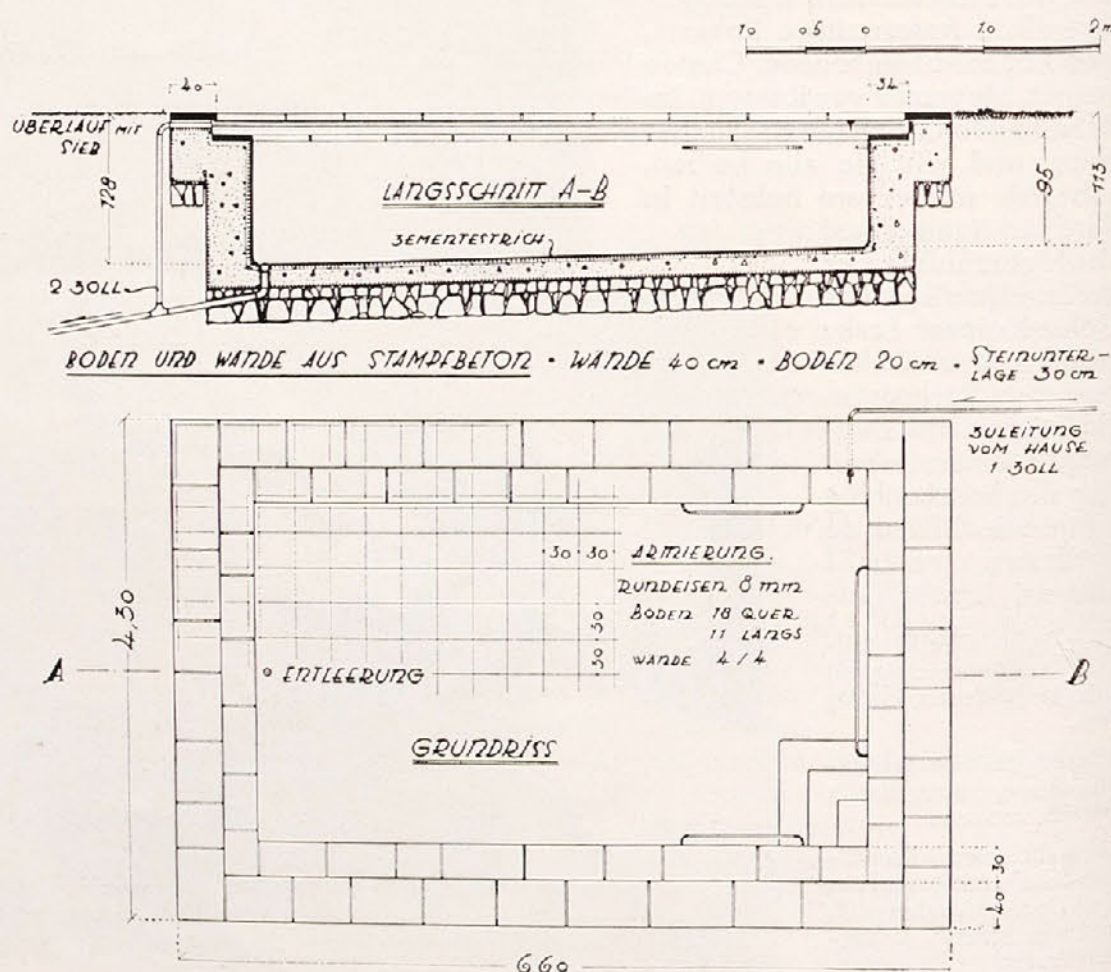 1.0 0.5 0 1.0 2 m
40
34
ÜBERLAUF MIT
SIEB
128
LÄNGSSCHNITT A-B
95
113
ZEMENTESTRICH
2 ZOLL
BODEN UND WÄNDE AUS STAMPFBETON • WÄNDE 40 cm • BODEN 20 cm • STEINUNTER-
LAGE 30 cm
ZULEITUNG
VOM HAUSE
1 ZOLL
·30·30· ARMIERUNG.
RUNDEISEN 8 mm
BODEN 18 QUER
11 LÄNGS
WÄNDE 4/4
·30·30·
4,30
A
B
ENTLEERUNG
GRUNDRISS
40·30
660